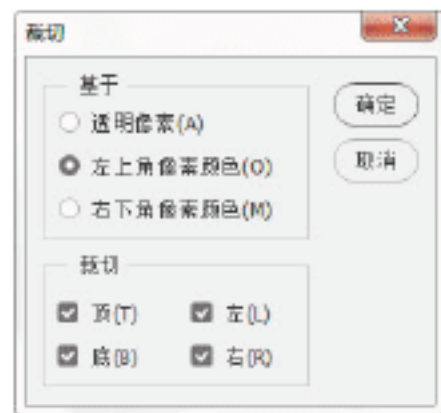 裁切
基于
透明像素(A)
左上角像素颜色(O)
右下角像素颜色(M)
确定
取消
裁切
顶(T) 左(L)
底(B) 右(R)